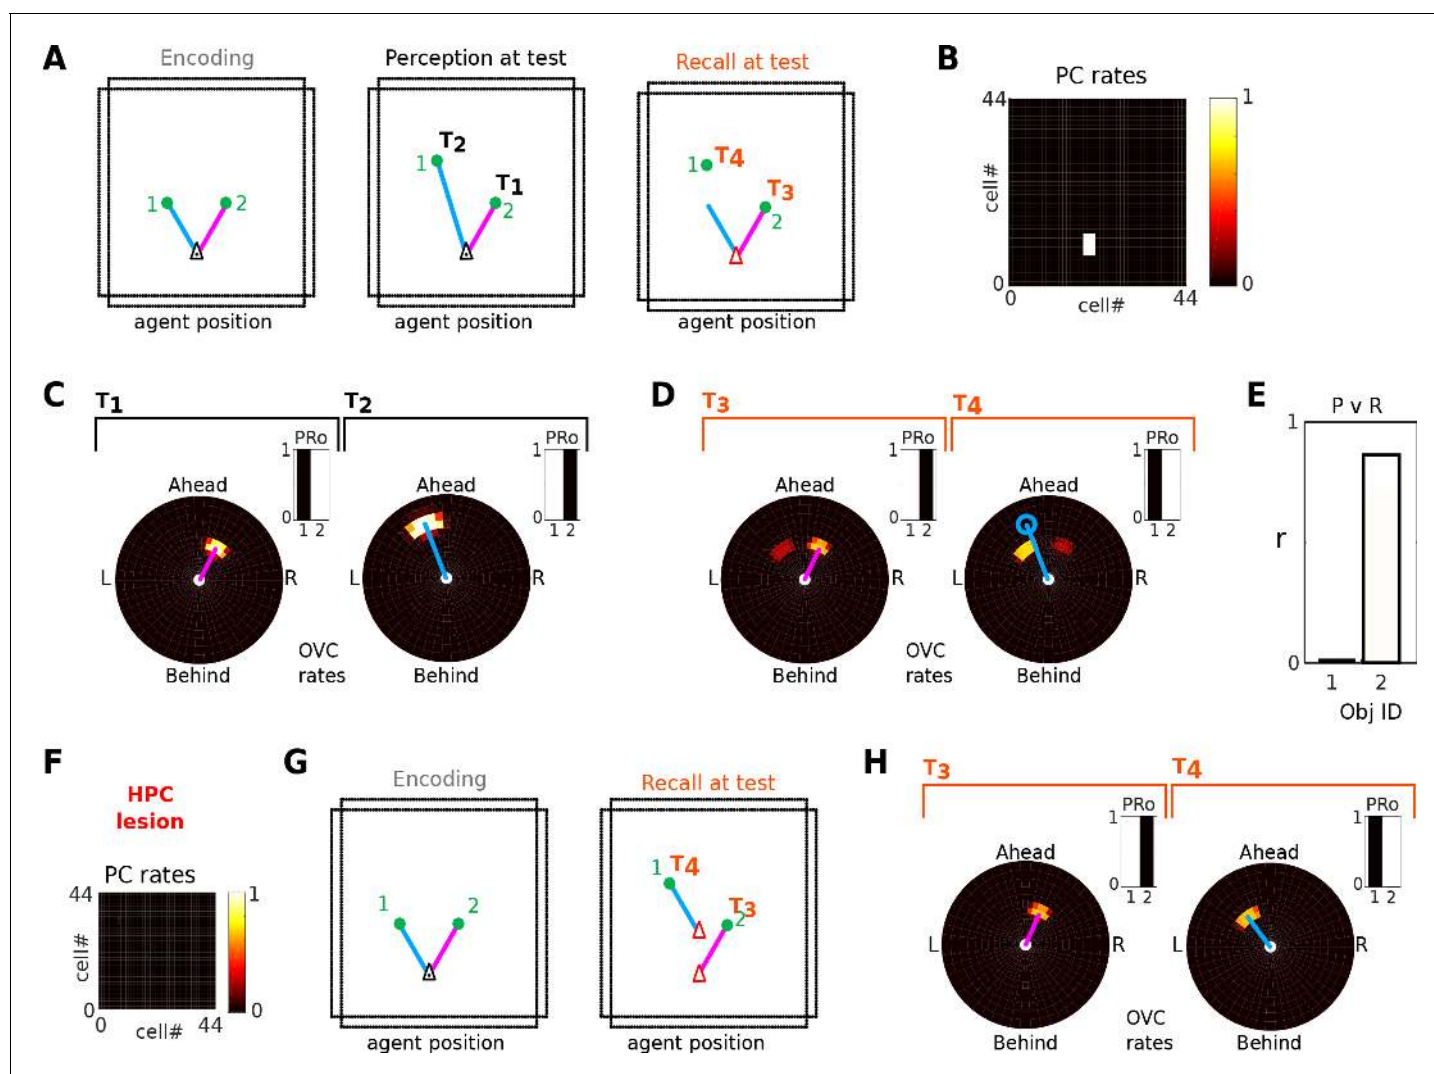 A
Encoding
Perception at test
Recall at test
1
2
T2
1
T1
2
1
T4
T3
2
agent position
agent position
agent position
B
PC rates
44
cell#
0
0
44
cell#
1
0
C
T1
T2
PRo
1
0
1 2
Ahead
L
R
Behind
OVC
rates
PRo
1
0
1 2
Ahead
L
R
Behind
D
T3
T4
PRo
1
0
1 2
Ahead
L
R
Behind
OVC
rates
PRo
1
0
1 2
Ahead
L
R
Behind
E
P v R
1
r
0
1
2
Obj ID
F
HPC
lesion
PC rates
44
cell#
0
0
44
cell#
1
0
G
Encoding
Recall at test
1
2
1
T4
T3
2
agent position
agent position
H
T3
T4
PRo
1
0
1 2
Ahead
L
R
Behind
OVC
rates
PRo
1
0
1 2
Ahead
L
R
Behind